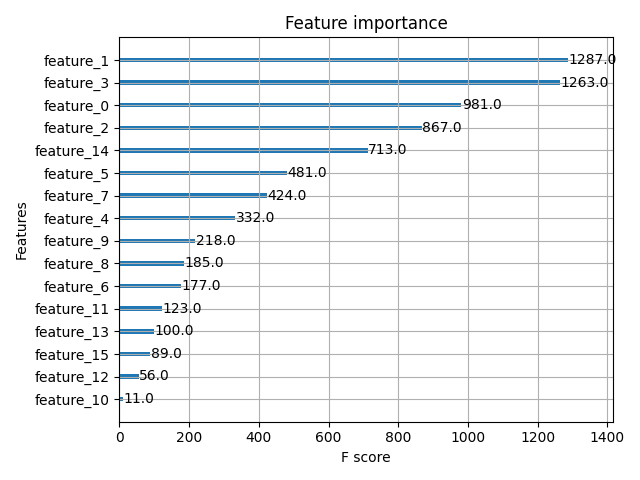 Feature importance
Features
feature_1 1287.0
feature_3 1263.0
feature_0 981.0
feature_2 867.0
feature_14 713.0
feature_5 481.0
feature_7 424.0
feature_4 332.0
feature_9 218.0
feature_8 185.0
feature_6 177.0
feature_11 123.0
feature_13 100.0
feature_15 89.0
feature_12 56.0
feature_10 11.0
0 200 400 600 800 1000 1200 1400
F score